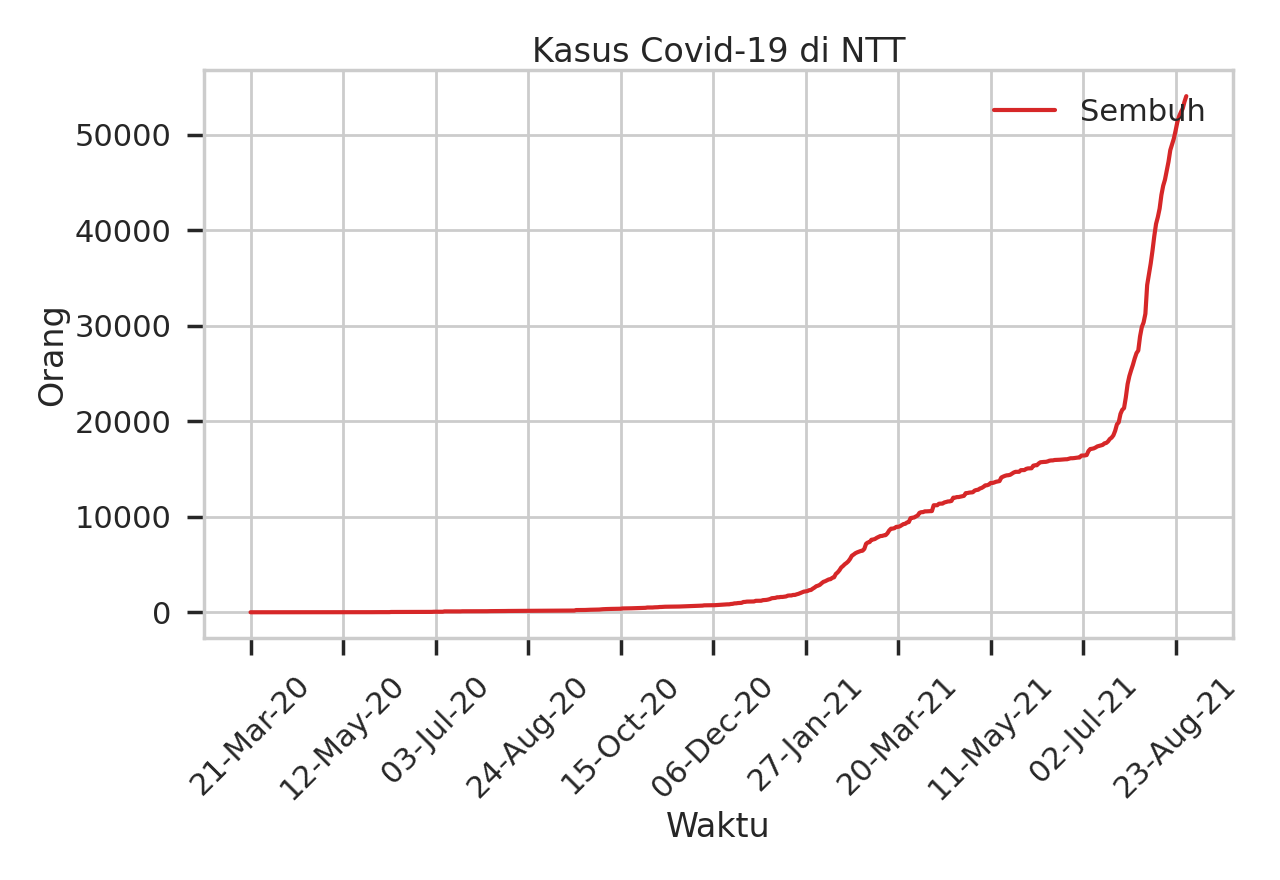 Kasus Covid-19 di NTT
Sembuh
50000
40000
30000
20000
10000
0
Orang
21-Mar-20
12-May-20
03-Jul-20
24-Aug-20
15-Oct-20
06-Dec-20
27-Jan-21
20-Mar-21
11-May-21
02-Jul-21
23-Aug-21
Waktu